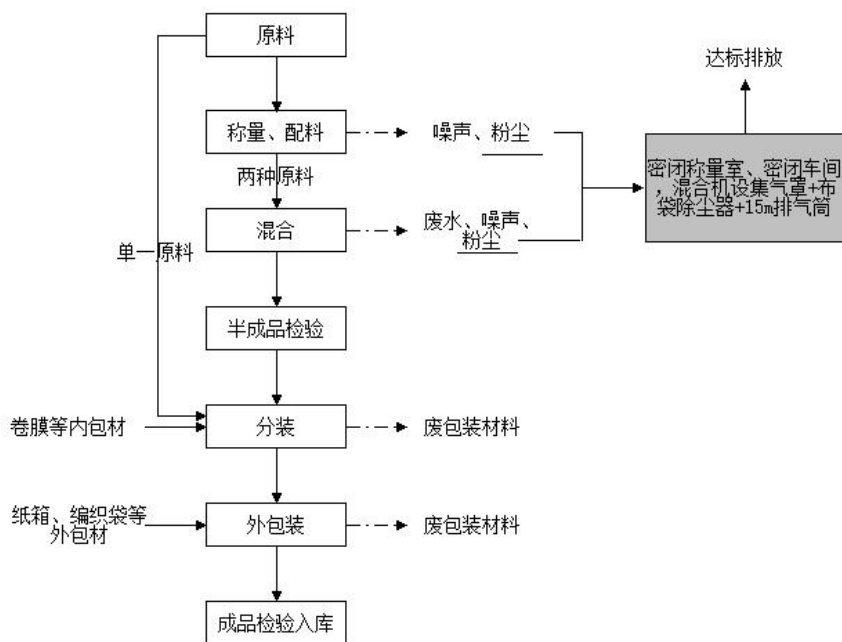 原料
达标排放
称量、配料
噪声、粉尘
密闭称量室、密闭车间
，混合机设集气罩+布
袋除尘器+15m排气筒
两种原料
混合
废水、噪声、
粉尘
单一原料
半成品检验
卷膜等内包材
分装
废包装材料
纸箱、编织袋等
外包材
外包装
废包装材料
成品检验入库